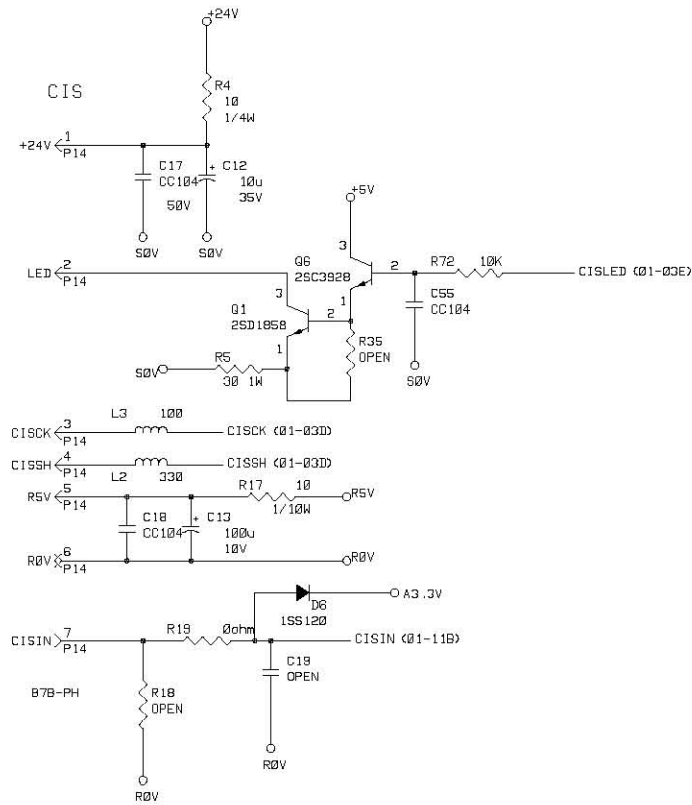 +24V
CIS
R4
10
1/4W
+24V
1
P14
C17
CC104
50V
+
C12
10u
35V
S0V
S0V
+5V
LED
2
P14
Q6
2SC3928
3
2
1
R72
10K
CISLED (01-03E)
C55
CC104
S0V
Q1
2SD1858
3
2
1
R35
OPEN
S0V
R5
30 1W
L3
100
CISCK
3
P14
CISCK (01-03D)
CISSH
4
P14
CISSH (01-03D)
L2
330
R5V
5
P14
R17
10
1/10W
R5V
C18
CC104
+
C13
100u
10V
R0V
6
P14
R0V
D6
1SS120
A3.3V
CISIN
7
P14
R19
0ohm
CISIN (01-11B)
C19
OPEN
B7B-PH
R18
OPEN
R0V
R0V